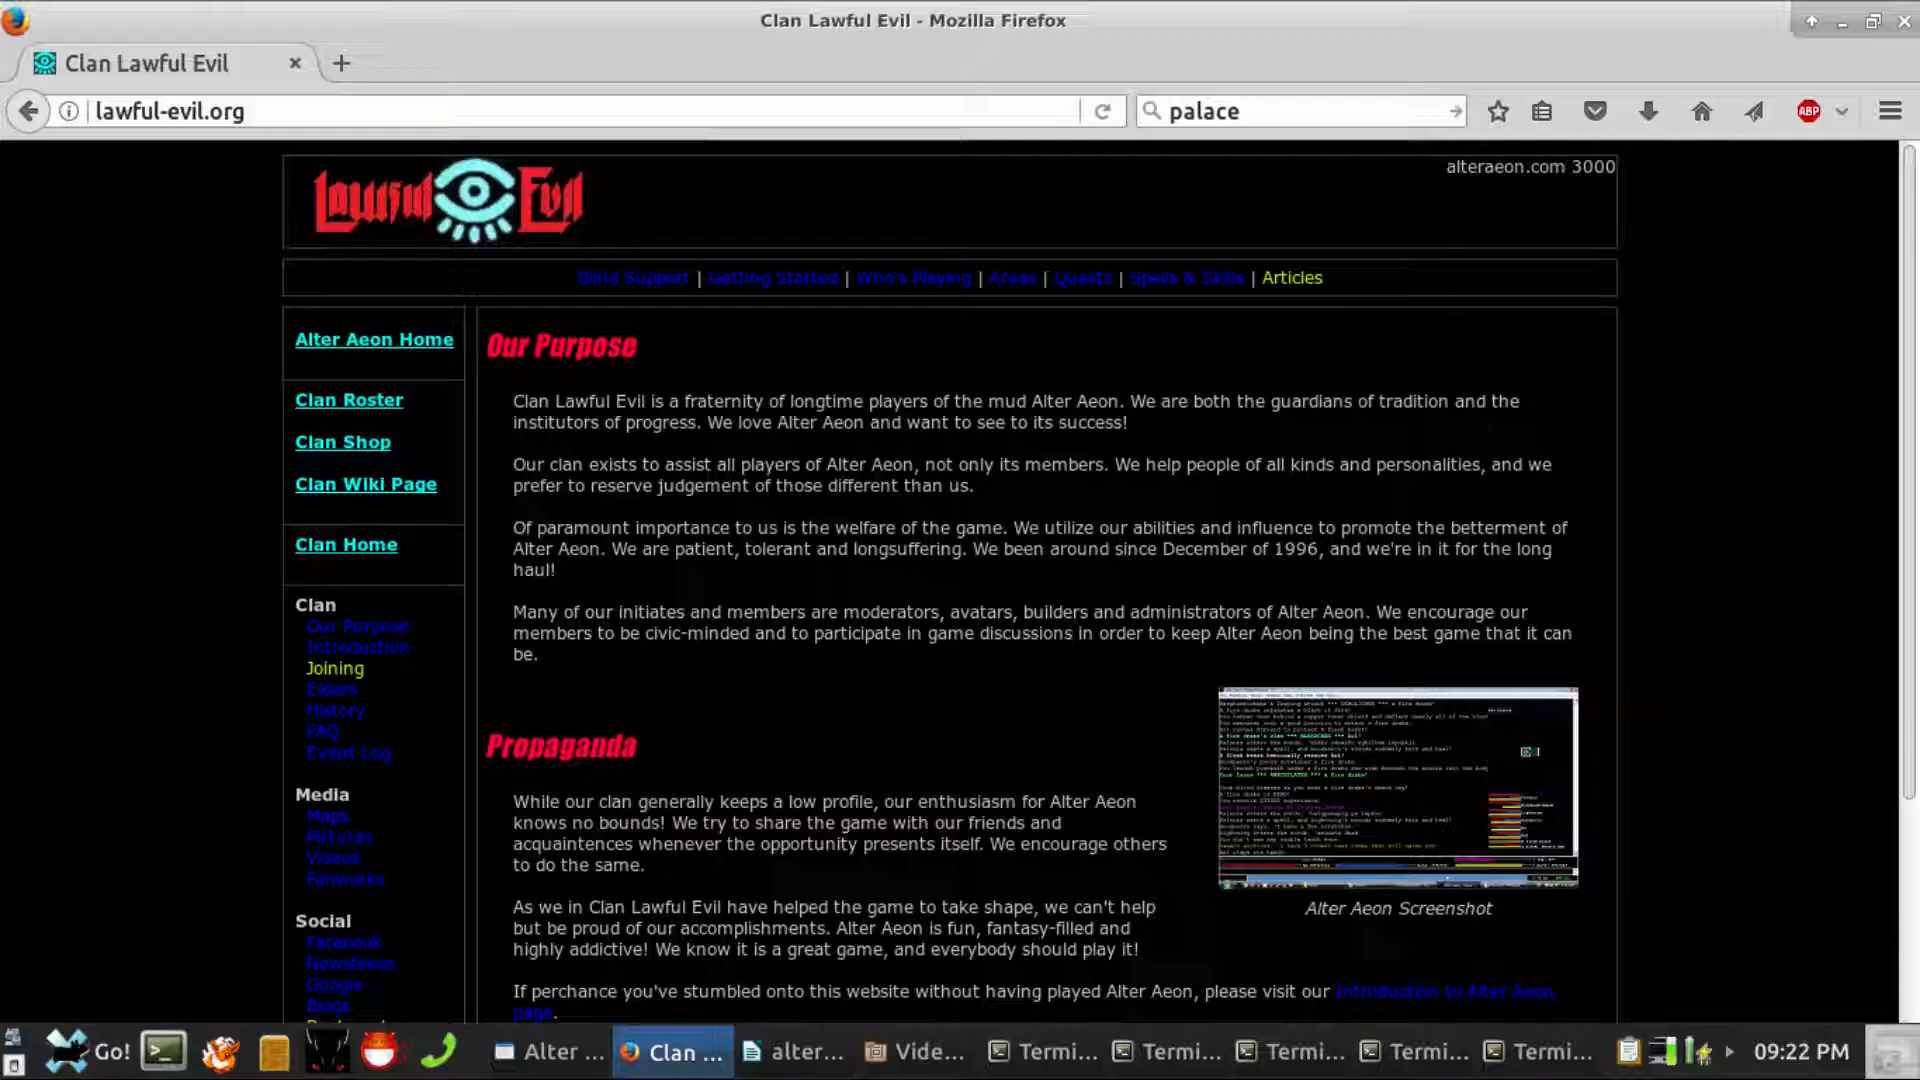 Clan Lawful Evil - Mozilla Firefox
Clan Lawful Evil
lawful-evil.org
palace
ABP
Lawful Evil
alteraeon.com 3000
Blind Support | Getting Started | Who's Playing | Areas | Quests | Spells & Skills | Articles
Alter Aeon Home
Clan Roster
Clan Shop
Clan Wiki Page
Clan Home
Clan
Our Purpose
Introduction
Joining
Elders
History
FAQ
Event Log
Media
Maps
Pictures
Videos
Fanworks
Social
Facebook
Newsfeeds
Google
Blogs
Our Purpose
Clan Lawful Evil is a fraternity of longtime players of the mud Alter Aeon. We are both the guardians of tradition and the
institutors of progress. We love Alter Aeon and want to see to its success!
Our clan exists to assist all players of Alter Aeon, not only its members. We help people of all kinds and personalities, and we
prefer to reserve judgement of those different than us.
Of paramount importance to us is the welfare of the game. We utilize our abilities and influence to promote the betterment of
Alter Aeon. We are patient, tolerant and longsuffering. We been around since December of 1996, and we're in it for the long
haul!
Many of our initiates and members are moderators, avatars, builders and administrators of Alter Aeon. We encourage our
members to be civic-minded and to participate in game discussions in order to keep Alter Aeon being the best game that it can
be.
Propaganda
While our clan generally keeps a low profile, our enthusiasm for Alter Aeon
knows no bounds! We try to share the game with our friends and
acquaintences whenever the opportunity presents itself. We encourage others
to do the same.
Alter Aeon Screenshot
As we in Clan Lawful Evil have helped the game to take shape, we can't help
but be proud of our accomplishments. Alter Aeon is fun, fantasy-filled and
highly addictive! We know it is a great game, and everybody should play it!
If perchance you've stumbled onto this website without having played Alter Aeon, please visit our Introduction to Alter Aeon
page.
Go! Alter ... Clan ... alter... Vide... Termi... Termi... Termi... Termi... Termi... 09:22 PM